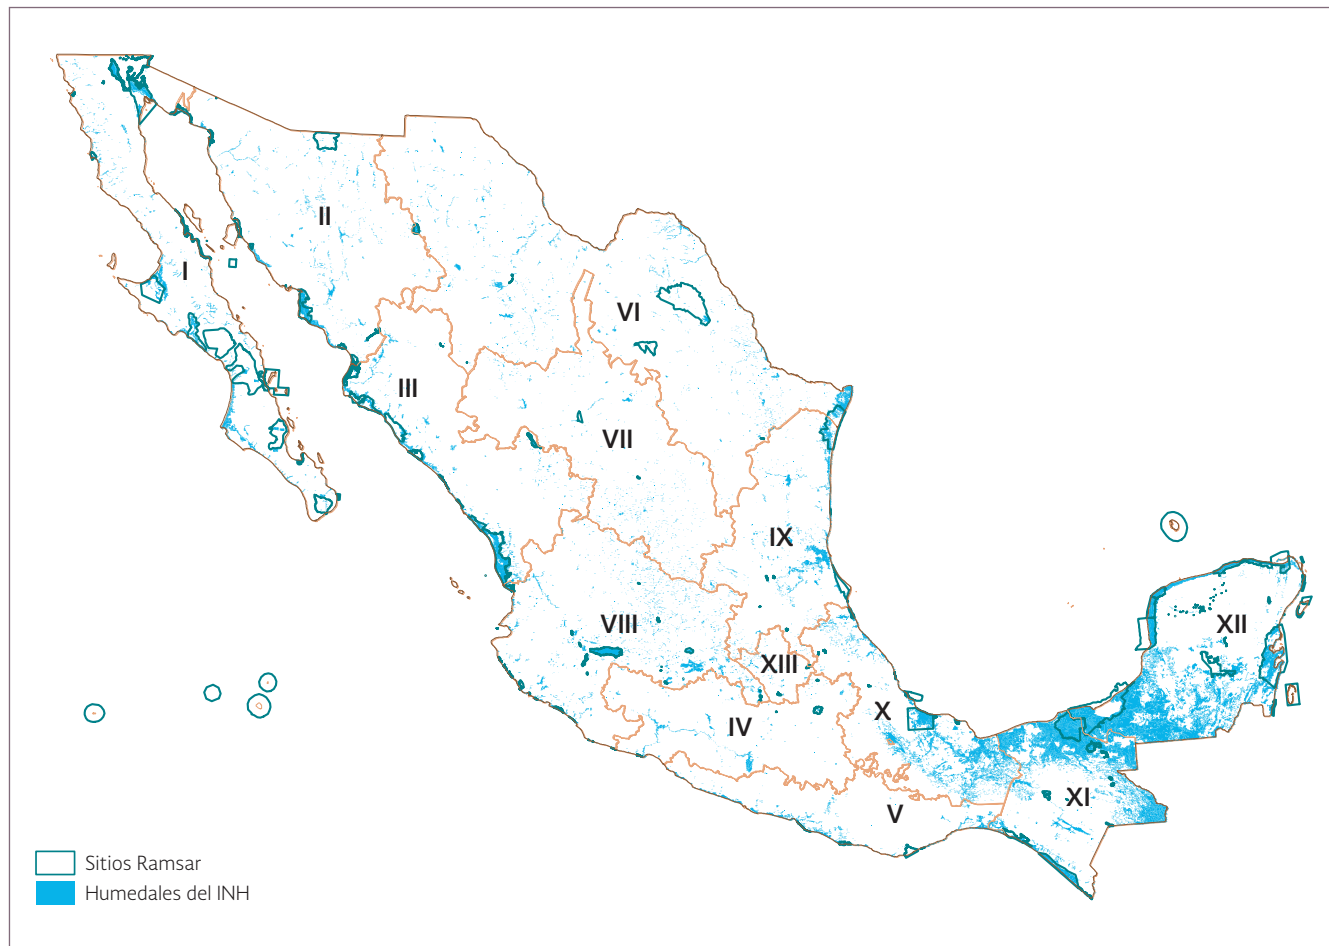 II
I
VI
III
VII
IX
VIII
XII
XIII
X
IV
XI
V
Sitios Ramsar
Humedales del INH